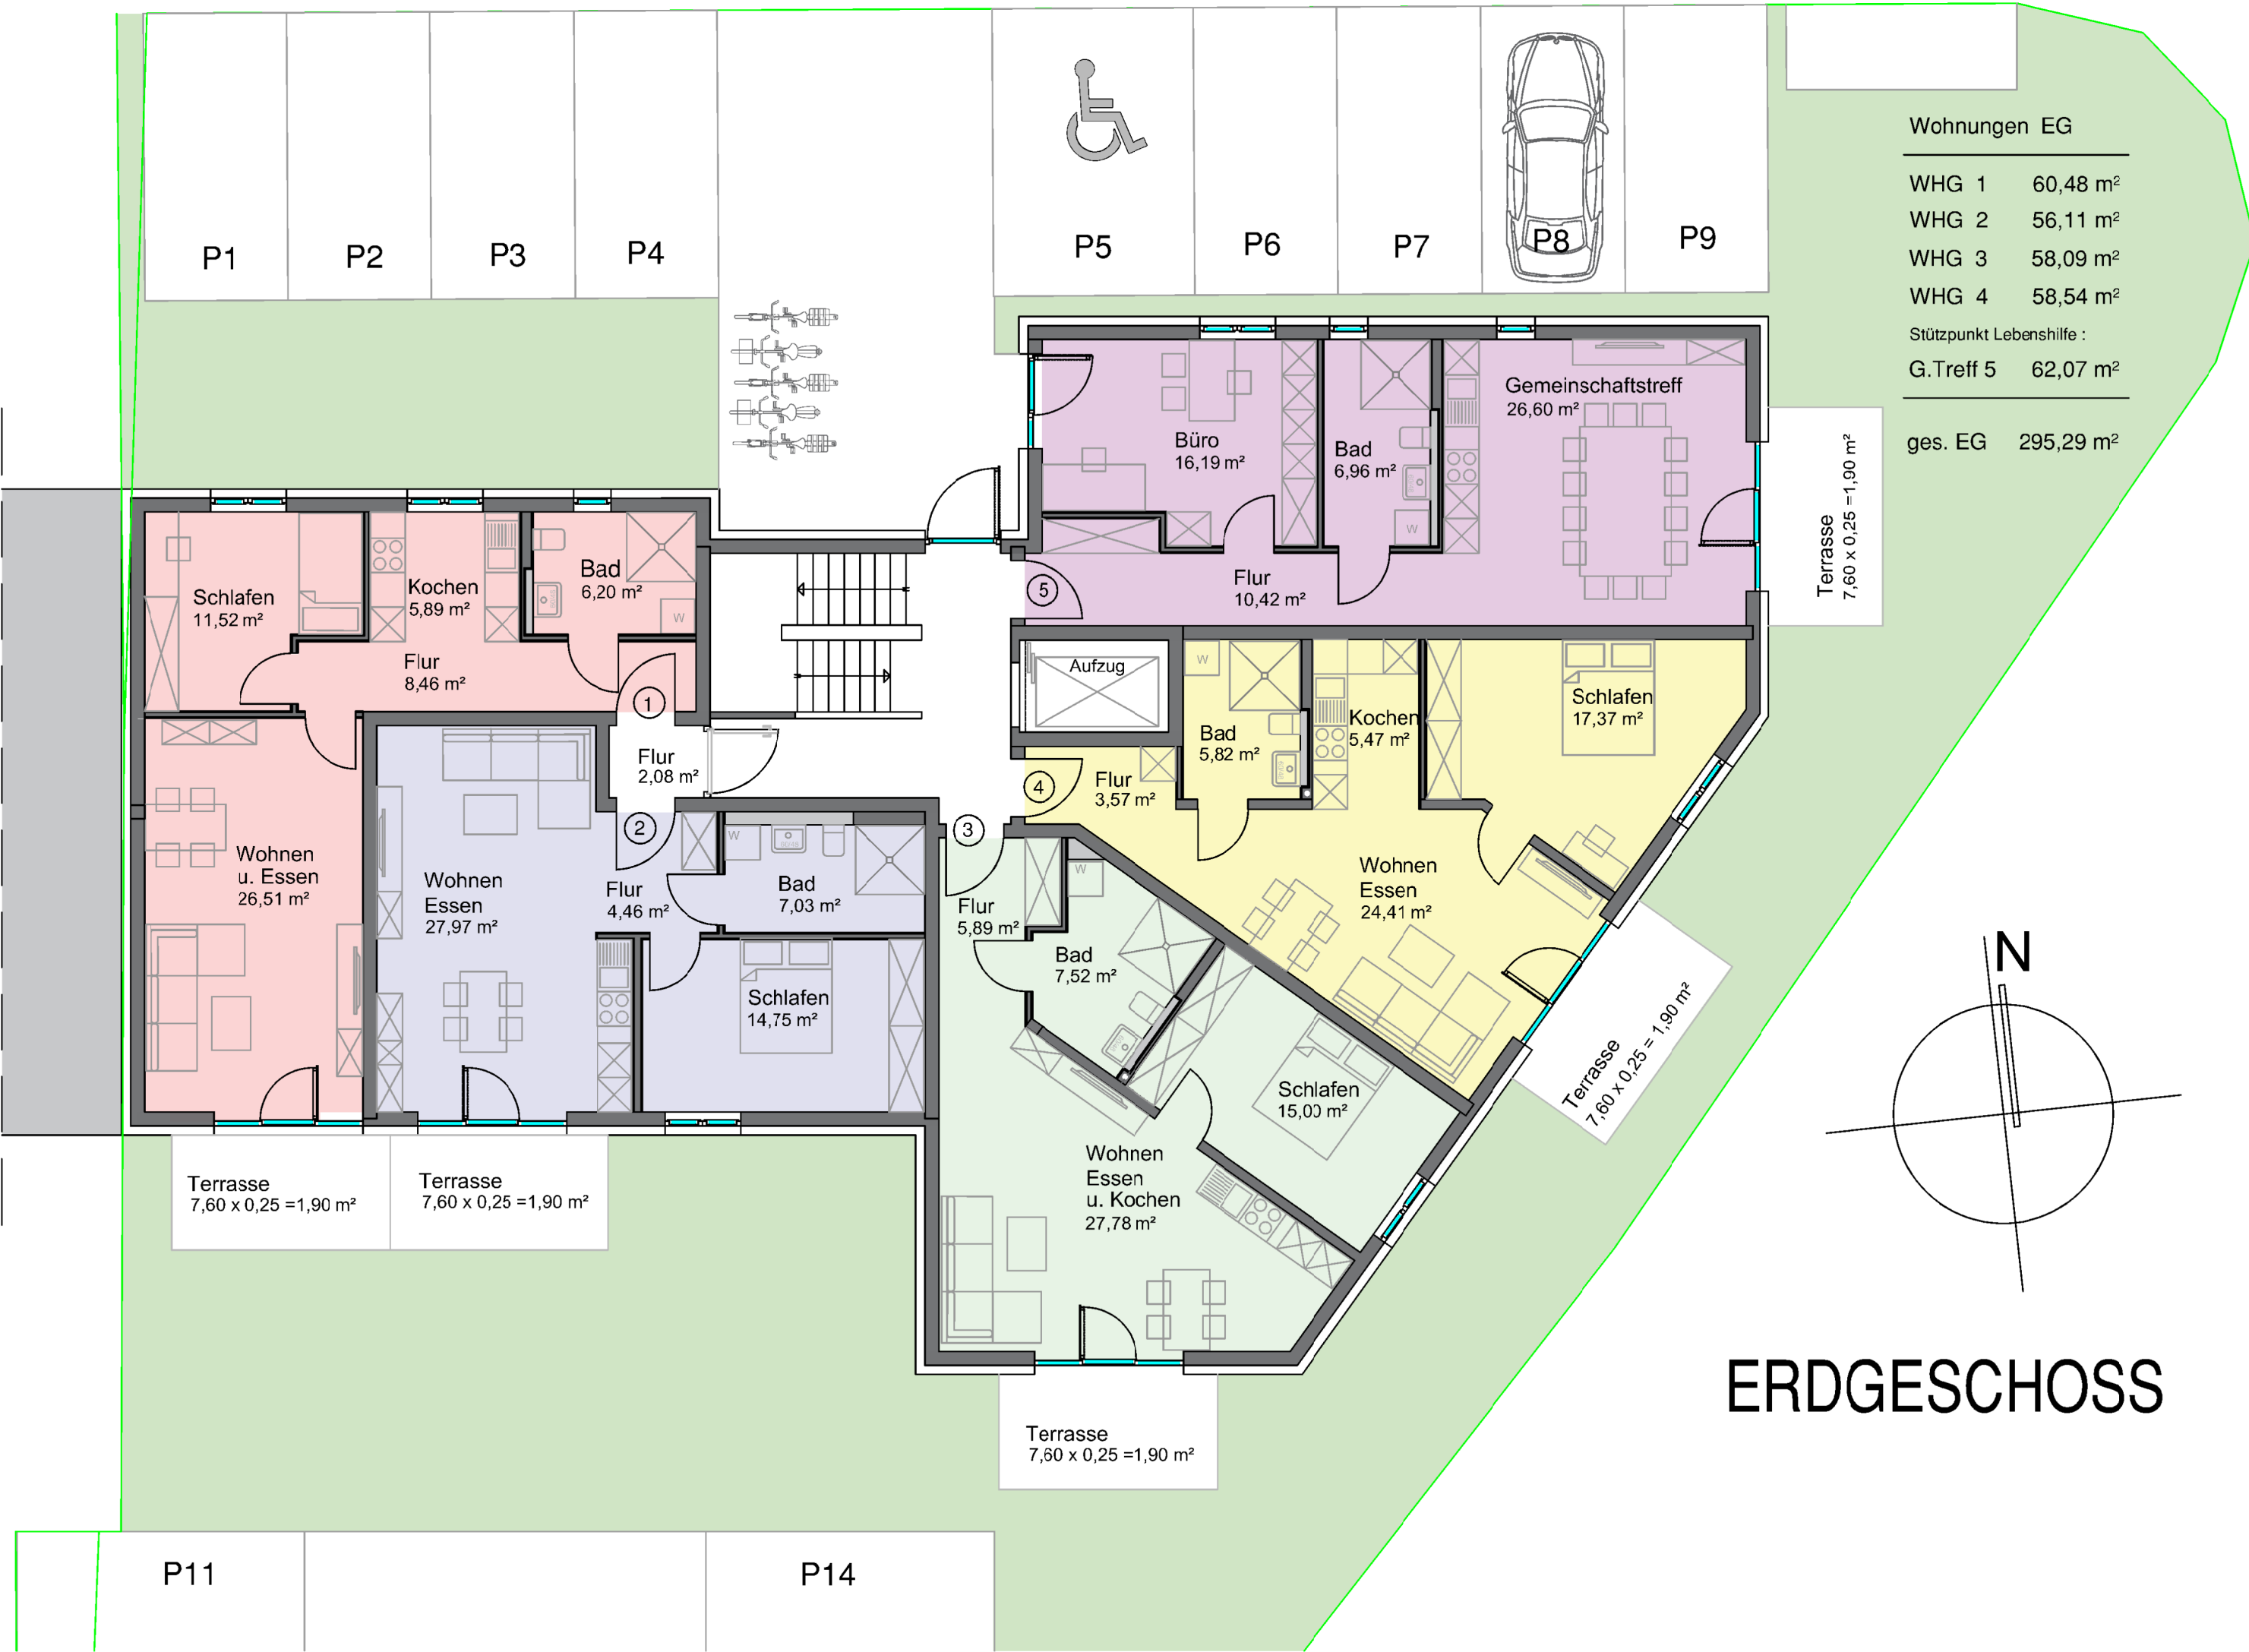 P1
P2
P3
P4
P5
P6
P7
P8
P9
Wohnungen EG
WHG 1 60,48 m²
WHG 2 56,11 m²
WHG 3 58,09 m²
WHG 4 58,54 m²
Stützpunkt Lebenshilfe :
G.Treff 5 62,07 m²
ges. EG 295,29 m²
Büro
16,19 m²
Bad
6,96 m²
W
Gemeinschaftstreff
26,60 m²
Terrasse
7,60 x 0,25 =1,90 m²
5
Flur
10,42 m²
Schlafen
11,52 m²
Kochen
5,89 m²
Bad
6,20 m²
W
Flur
8,46 m²
1
Wohnen
u. Essen
26,51 m²
Flur
2,08 m²
2
Wohnen
Essen
27,97 m²
Flur
4,46 m²
W
Bad
7,03 m²
Schlafen
14,75 m²
Aufzug
4
Flur
3,57 m²
W
Bad
5,82 m²
Kochen
5,47 m²
Schlafen
17,37 m²
Wohnen
Essen
24,41 m²
Terrasse
7,60 x 0,25 = 1,90 m²
3
Flur
5,89 m²
W
Bad
7,52 m²
Schlafen
15,00 m²
Wohnen
Essen
u. Kochen
27,78 m²
Terrasse
7,60 x 0,25 =1,90 m²
Terrasse
7,60 x 0,25 =1,90 m²
Terrasse
7,60 x 0,25 =1,90 m²
N
ERDGESCHOSS
P11
P14